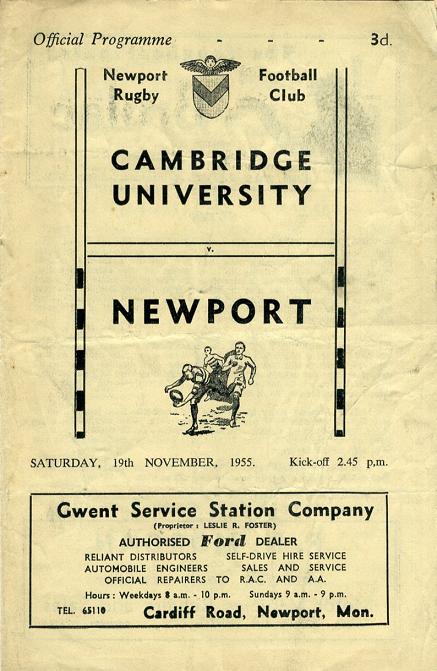 Official Programme - - - 3d.
Newport Football
Rugby Club
CAMBRIDGE
UNIVERSITY
v.
NEWPORT
SATURDAY, 19th NOVEMBER, 1955. Kick-off 2.45 p,m.
Gwent Service Station Company
(Proprietor : LESLIE R. FOSTER)
AUTHORISED Ford DEALER
RELIANT DISTRIBUTORS SELF-DRIVE HIRE SERVICE
AUTOMOBILE ENGINEERS SALES AND SERVICE
OFFICIAL REPAIRERS TO R.A.C. AND A.A.
Hours : Weekdays 8 a.m. - 10 p.m. Sundays 9 a.m. - 9 p.m.
TEL. 65110 Cardiff Road, Newport, Mon.